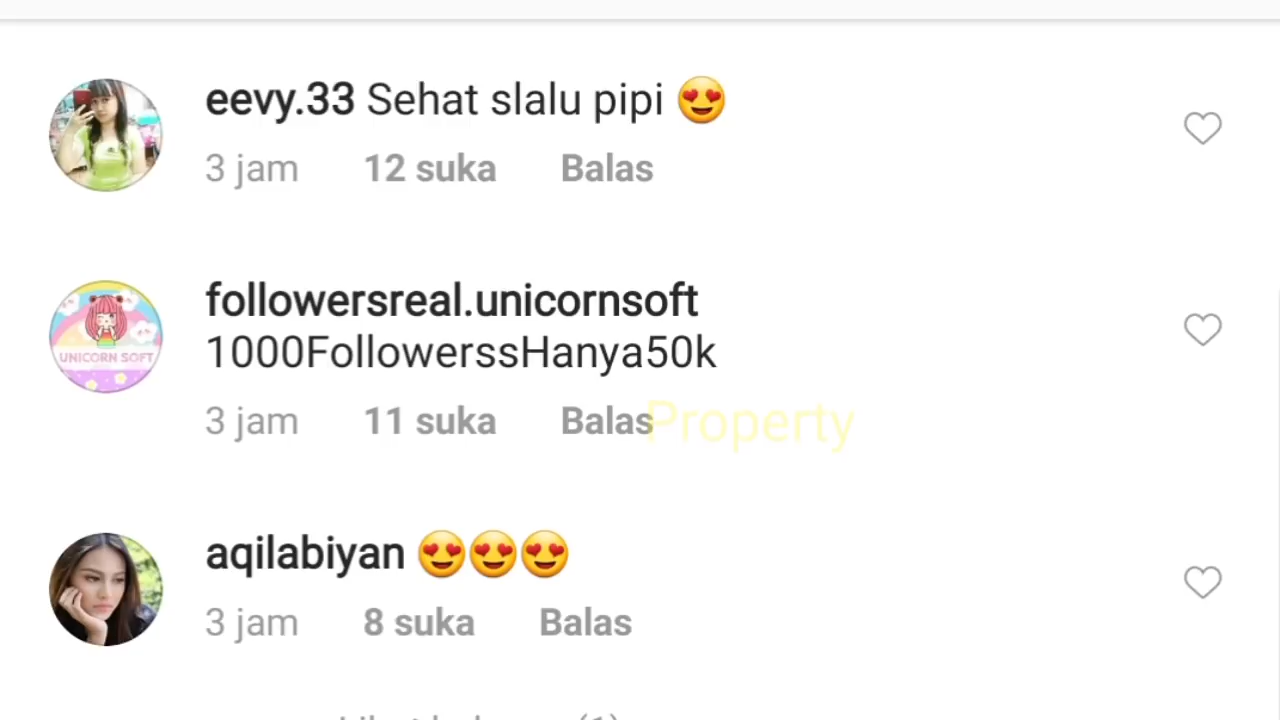 eevy.33 Sehat slalu pipi 😍
3 jam 12 suka Balas
followersreal.unicornsoft
UNICORN SOFT
1000FollowerssHanya50k
3 jam 11 suka Balas
Property
aqilabiyan 😍😍😍
3 jam 8 suka Balas